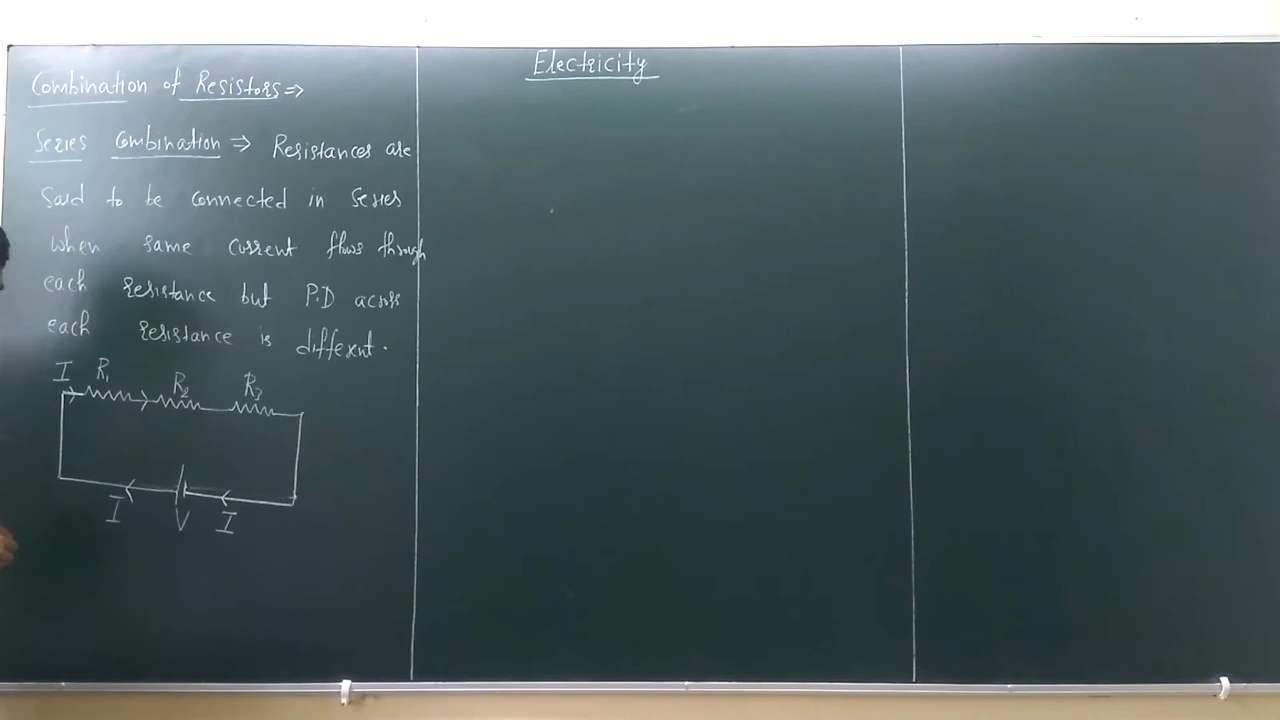 Electricity
Combination of Resistors ⇒
Series Combination ⇒ Resistances are
Said to be connected in series
when same current flows through
each resistance but P.D across
each resistance is different.
I R₁ R₂ R₃
I V I